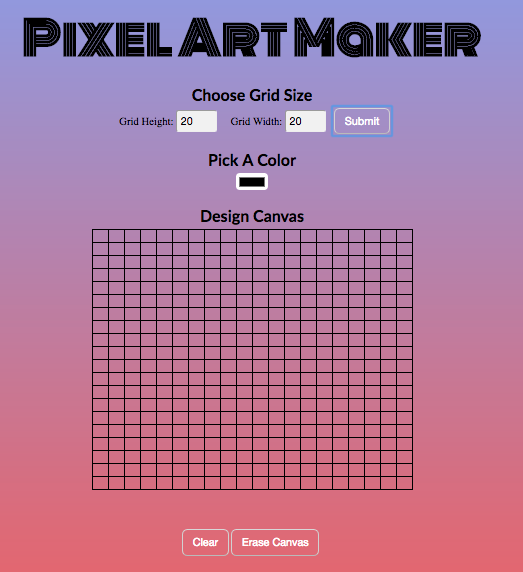 Pixel Art Maker
Choose Grid Size
Grid Height: 20 Grid Width: 20 Submit
Pick A Color
Design Canvas
Clear Erase Canvas